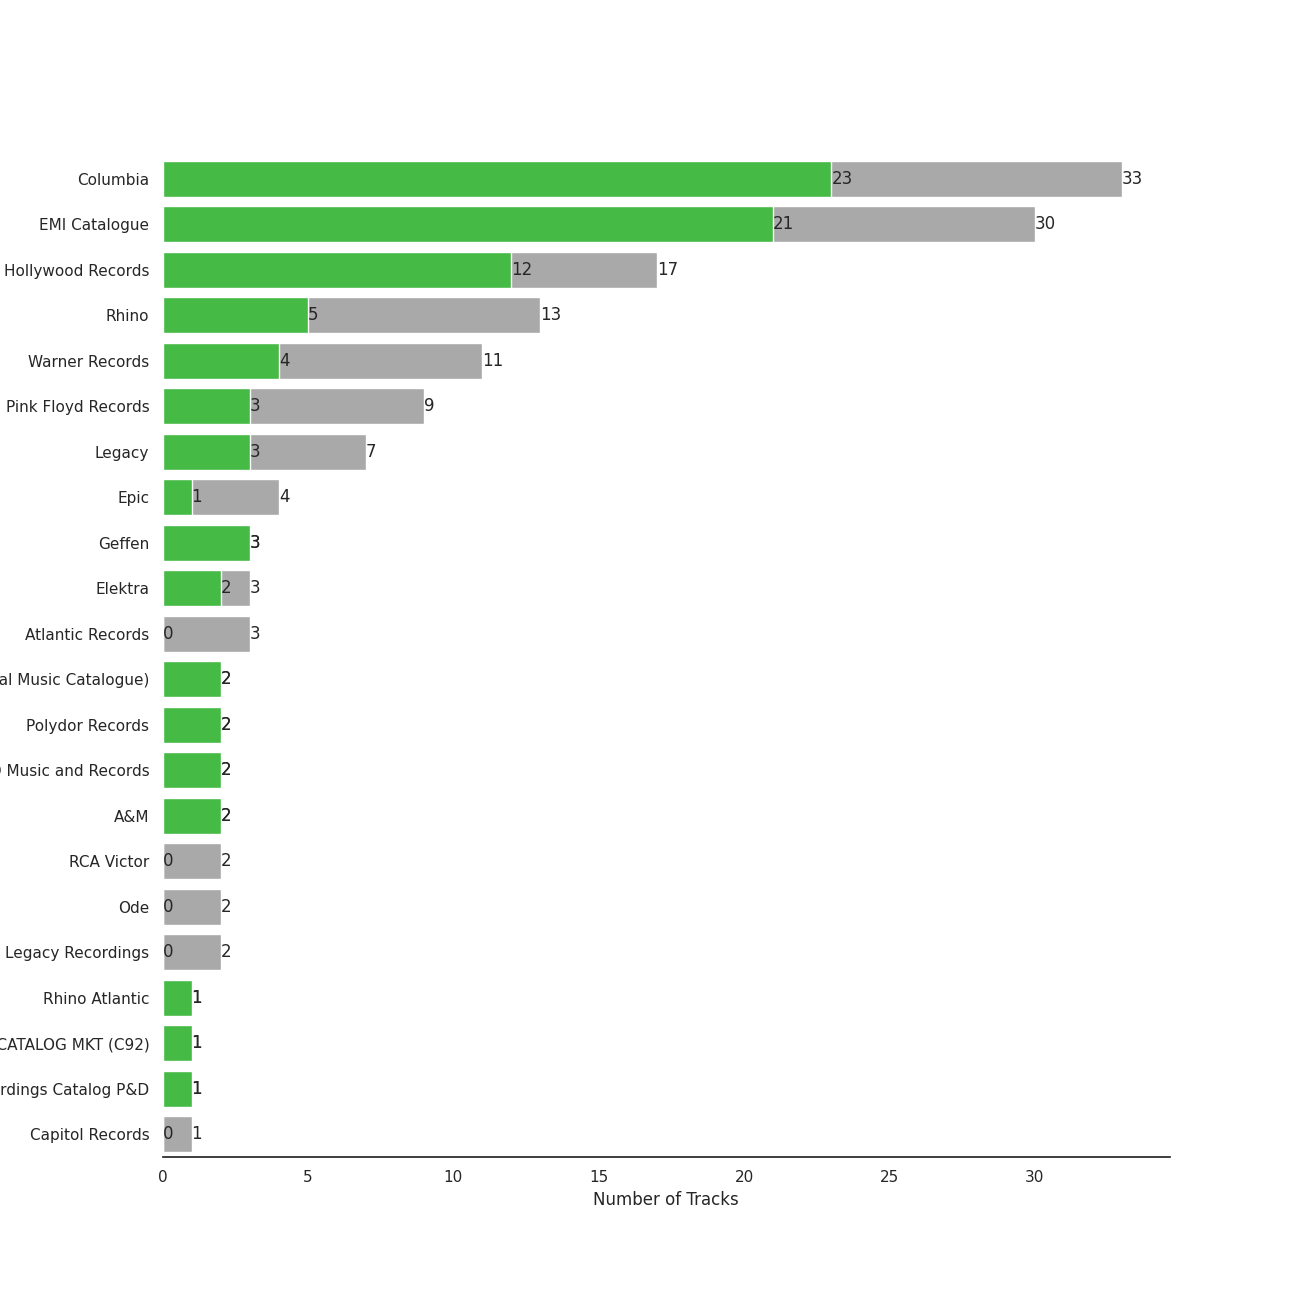 Columbia 23 33
EMI Catalogue 21 30
Hollywood Records 12 17
Rhino 5 13
Warner Records 4 11
Pink Floyd Records 3 9
Legacy 3 7
Epic 1 4
Geffen 3
Elektra 2 3
Atlantic Records 0 3
al Music Catalogue) 2
Polydor Records 2
Music and Records 2
A&M 2
RCA Victor 0 2
Ode 0 2
Legacy Recordings 0 2
Rhino Atlantic 1
CATALOG MKT (C92) 1
rdings Catalog P&D 1
Capitol Records 0 1
0 5 10 15 20 25 30
Number of Tracks